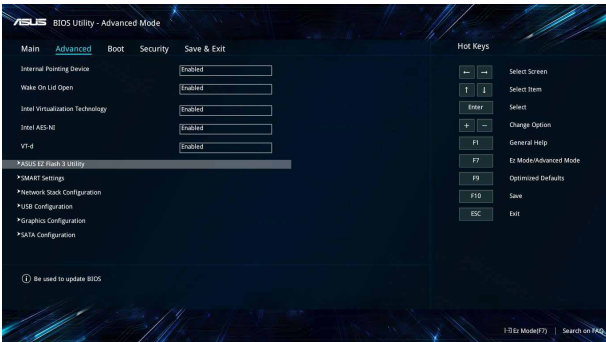 ASUS BIOS Utility - Advanced Mode
Main Advanced Boot Security Save & Exit
Hot Keys
Internal Pointing Device Enabled
Wake On Lid Open Enabled
Intel Virtualization Technology Enabled
Intel AES-NI Enabled
VT-d Enabled
ASUS EZ Flash 3 Utility
SMART Settings
Network Stack Configuration
USB Configuration
Graphics Configuration
SATA Configuration
← → Select Screen
↑ ↓ Select Item
Enter Select
+ − Change Option
F1 General Help
F7 Ez Mode/Advanced Mode
F9 Optimized Defaults
F10 Save
ESC Exit
Be used to update BIOS
Ez Mode(F7) | Search on FAQ